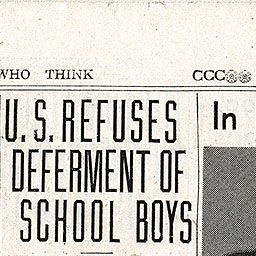 WHO THINK CCC
U.S. REFUSES
DEFERMENT OF
SCHOOL BOYS
In